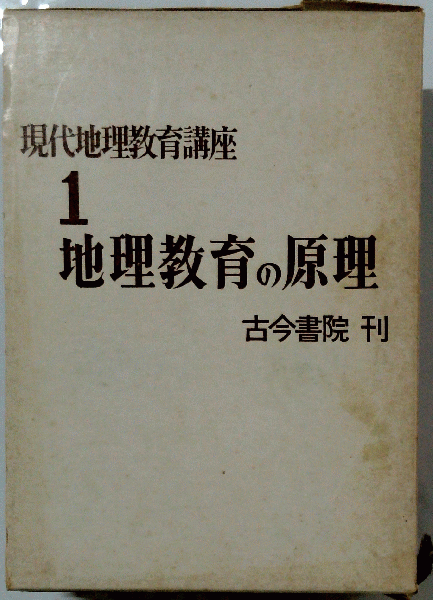 現代地理教育講座
1
地理教育の原理
古今書院 刊